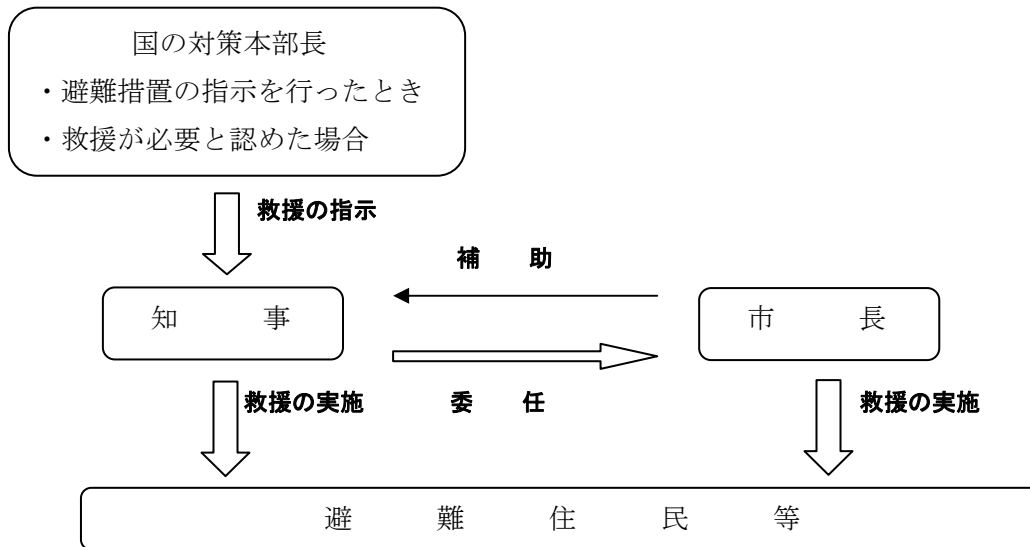 国の対策本部長
・避難措置の指示を行ったとき
・救援が必要と認めた場合
救援の指示
補 助
知 事
市 長
救援の実施
委 任
救援の実施
避 難 住 民 等